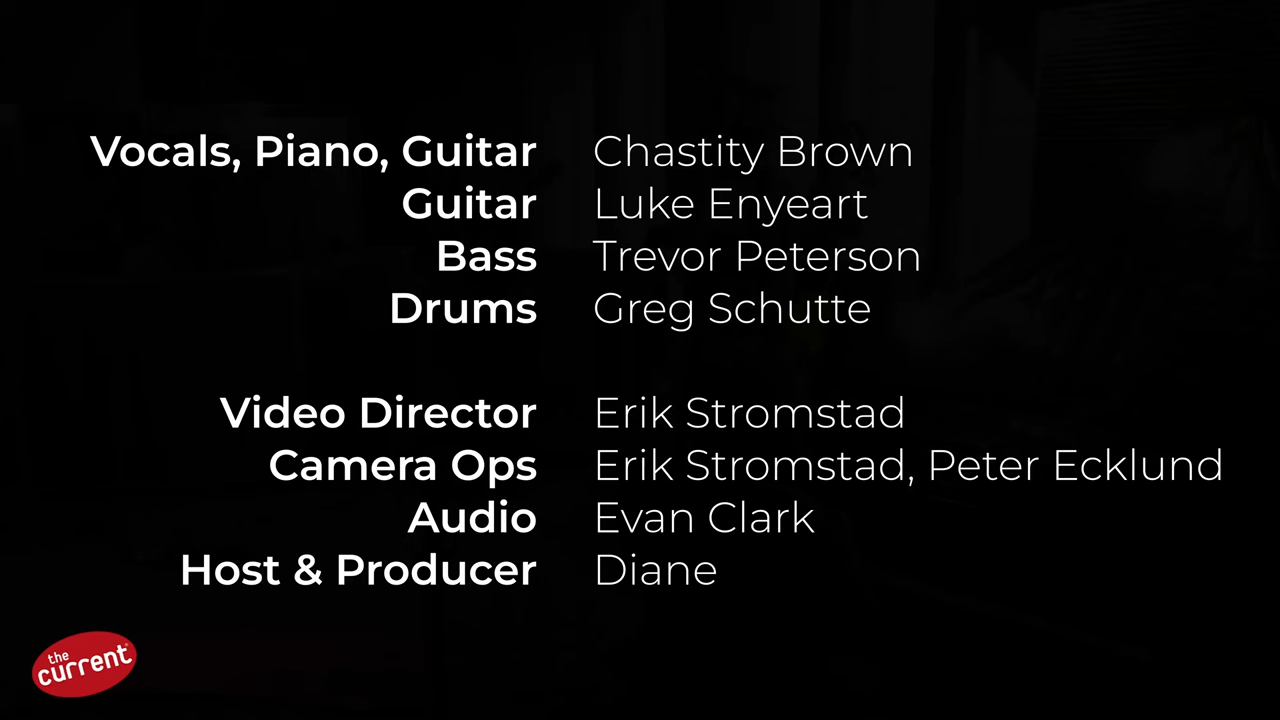 Vocals, Piano, Guitar Chastity Brown
Guitar Luke Enyeart
Bass Trevor Peterson
Drums Greg Schutte
Video Director Erik Stromstad
Camera Ops Erik Stromstad, Peter Ecklund
Audio Evan Clark
Host & Producer Diane
the
current